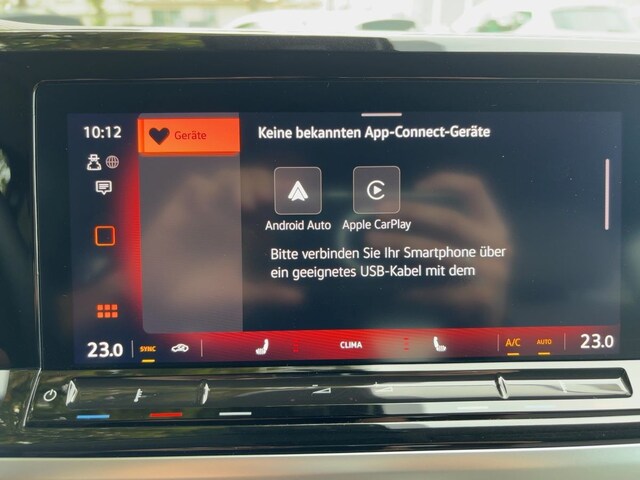 10:12
Geräte
Keine bekannten App-Connect-Geräte
Android Auto
Apple CarPlay
Bitte verbinden Sie Ihr Smartphone über
ein geeignetes USB-Kabel mit dem
23.0
SYNC
CLIMA
A/C
AUTO
23.0